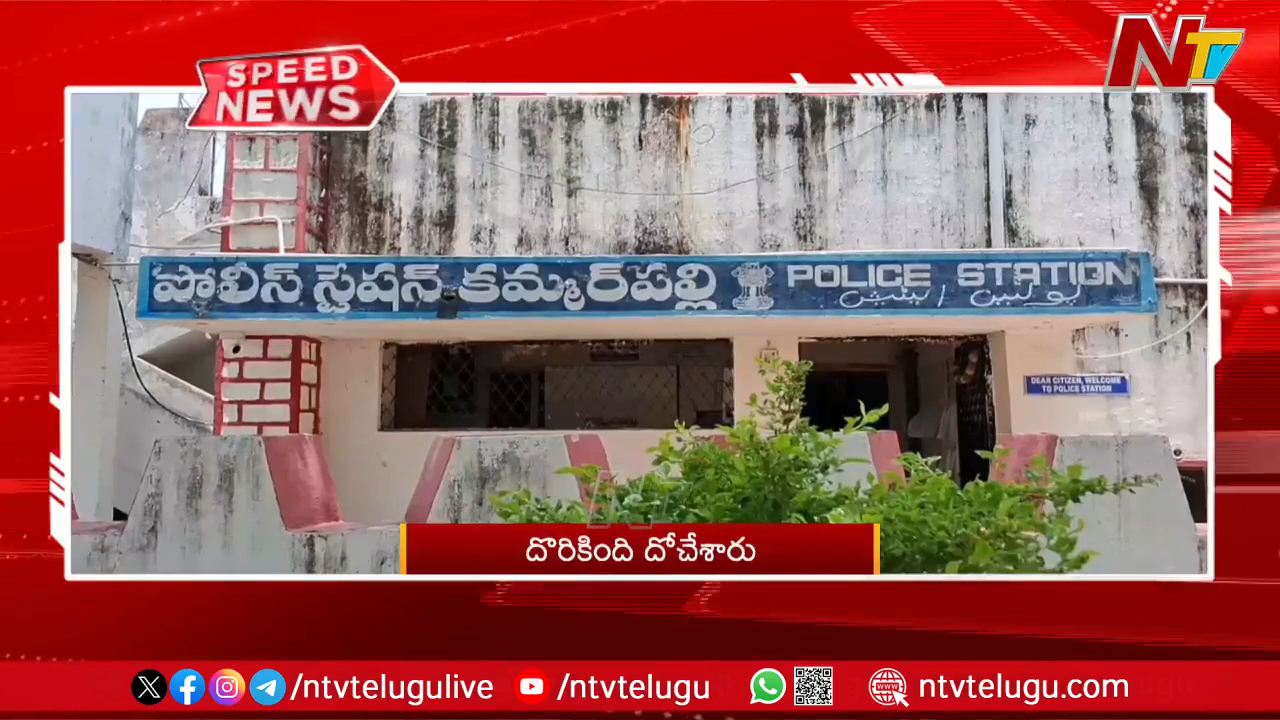 SPEED
NEWS
NTV
పోలీస్ స్టేషన్ కమ్మర్‌పల్లి POLICE STATION
DEAR CITIZEN, WELCOME
TO POLICE STATION
దొరికింది దోచేశారు
/ntvtelugulive /ntvtelugu ntvtelugu.com